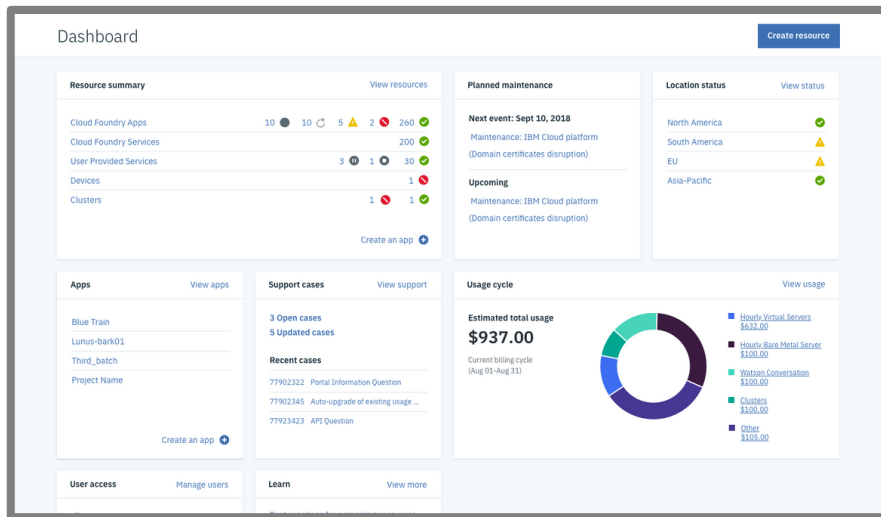 Dashboard
Create resource
Resource summary
View resources
Cloud Foundry Apps
10 10 5 2 260
Cloud Foundry Services
200
User Provided Services
3 1 30
Devices
1
Clusters
1 1
Create an app
Planned maintenance
Next event: Sept 10, 2018
Maintenance: IBM Cloud platform
(Domain certificates disruption)
Upcoming
Maintenance: IBM Cloud platform
(Domain certificates disruption)
Location status
View status
North America
South America
EU
Asia-Pacific
Apps
View apps
Blue Train
Lunus-bark01
Third_batch
Project Name
Create an app
Support cases
View support
3 Open cases
5 Updated cases
Recent cases
77902322 Portal Information Question
77902345 Auto-upgrade of existing usage ...
77923423 API Question
Usage cycle
View usage
Estimated total usage
$937.00
Current billing cycle
(Aug 01-Aug 31)
Hourly Virtual Servers
$632.00
Hourly Bare Metal Server
$100.00
Watson Conversation
$100.00
Clusters
$100.00
Other
$105.00
User access
Manage users
Learn
View more